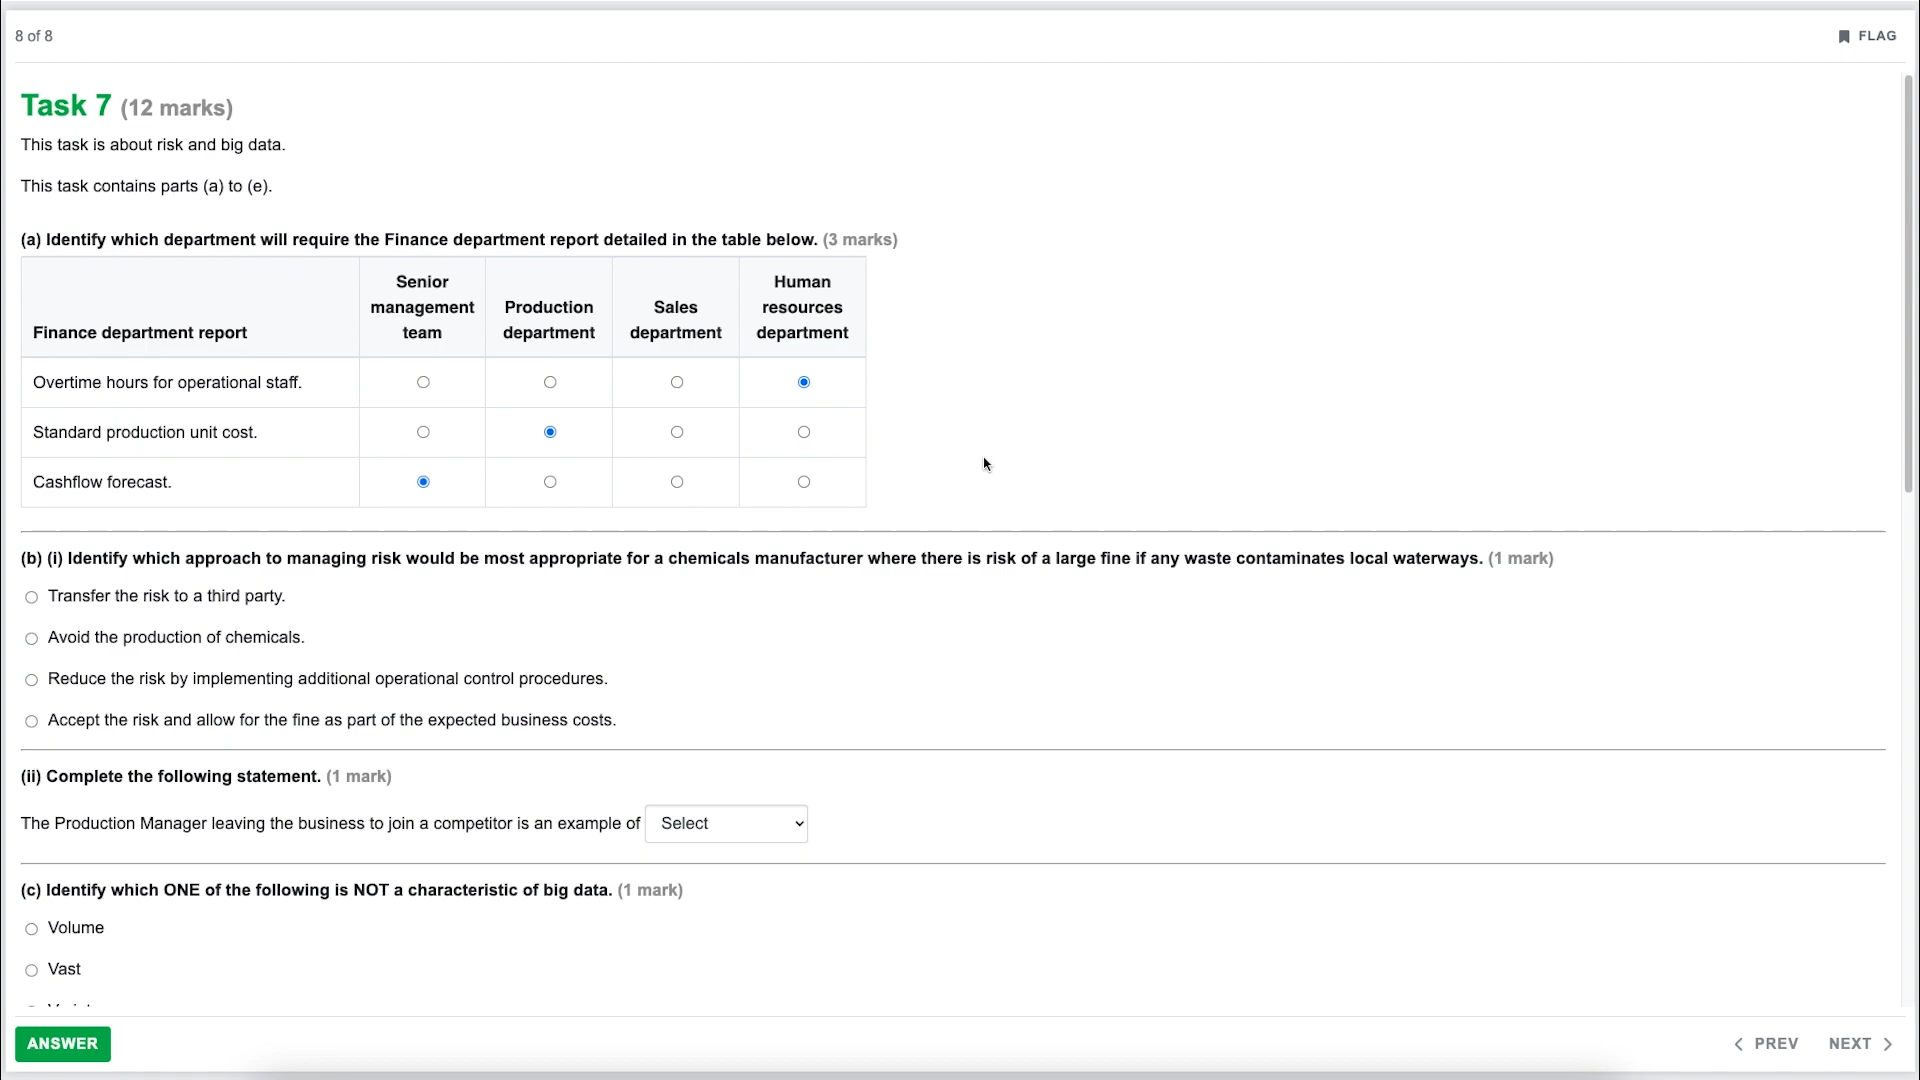 8 of 8
FLAG
Task 7 (12 marks)
This task is about risk and big data.
This task contains parts (a) to (e).
(a) Identify which department will require the Finance department report detailed in the table below. (3 marks)
Finance department report
Senior management team
Production department
Sales department
Human resources department
Overtime hours for operational staff.
Standard production unit cost.
Cashflow forecast.
(b) (i) Identify which approach to managing risk would be most appropriate for a chemicals manufacturer where there is risk of a large fine if any waste contaminates local waterways. (1 mark)
Transfer the risk to a third party.
Avoid the production of chemicals.
Reduce the risk by implementing additional operational control procedures.
Accept the risk and allow for the fine as part of the expected business costs.
(ii) Complete the following statement. (1 mark)
The Production Manager leaving the business to join a competitor is an example of Select
(c) Identify which ONE of the following is NOT a characteristic of big data. (1 mark)
Volume
Vast
ANSWER
PREV
NEXT